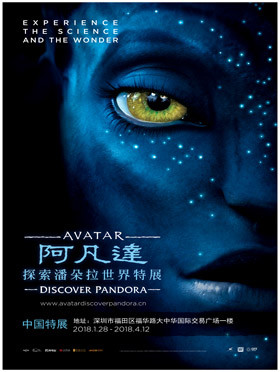 EXPERIENCE
THE SCIENCE
AND THE WONDER
AVATAR
阿凡達
探索潘朵拉世界特展
DISCOVER PANDORA
www.avatardiscoverpandora.cn
中国特展
地址：深圳市福田区福华路大中华国际交易广场一楼
2018.1.28 - 2018.4.12